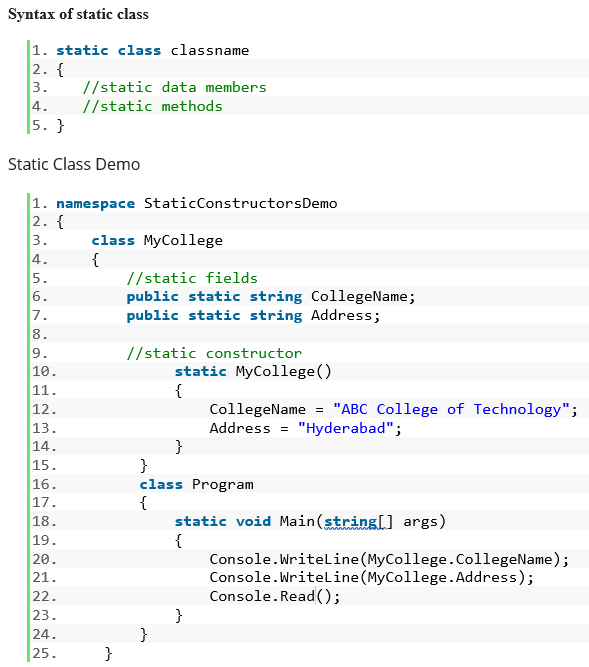 Syntax of static class
1. static class classname
2. {
3.    //static data members
4.    //static methods
5. }
Static Class Demo
1. namespace StaticConstructorsDemo
2. {
3.     class MyCollege
4.     {
5.         //static fields
6.         public static string CollegeName;
7.         public static string Address;
8.
9.         //static constructor
10.             static MyCollege()
11.             {
12.                 CollegeName = "ABC College of Technology";
13.                 Address = "Hyderabad";
14.             }
15.         }
16.         class Program
17.         {
18.             static void Main(string[] args)
19.             {
20.                 Console.WriteLine(MyCollege.CollegeName);
21.                 Console.WriteLine(MyCollege.Address);
22.                 Console.Read();
23.             }
24.         }
25.     }